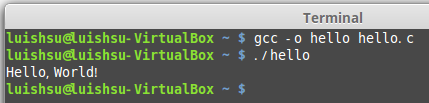 Terminal
luishsu@luishsu-VirtualBox ~ $ gcc -o hello hello.c
luishsu@luishsu-VirtualBox ~ $ ./hello
Hello, World!
luishsu@luishsu-VirtualBox ~ $